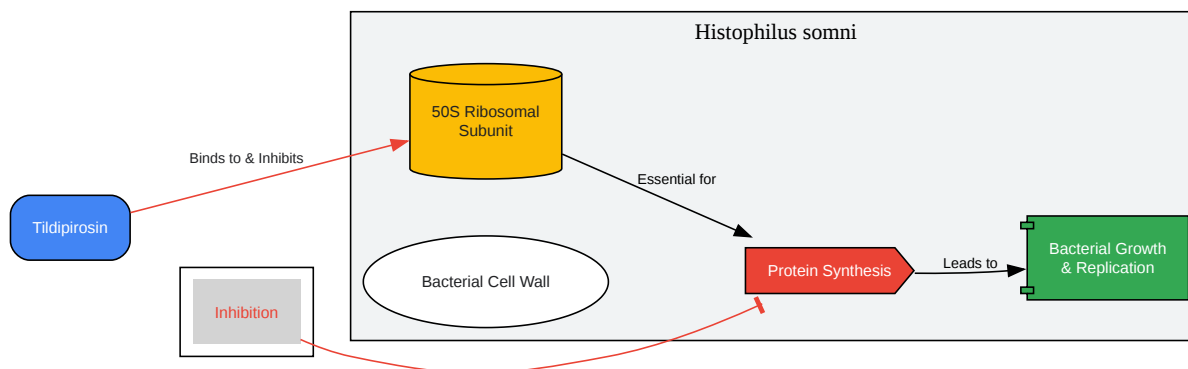 Histophilus somni
50S Ribosomal
Subunit
Binds to & Inhibits
Essential for
Tildipirosin
Bacterial Growth
& Replication
Leads to
Protein Synthesis
Bacterial Cell Wall
Inhibition